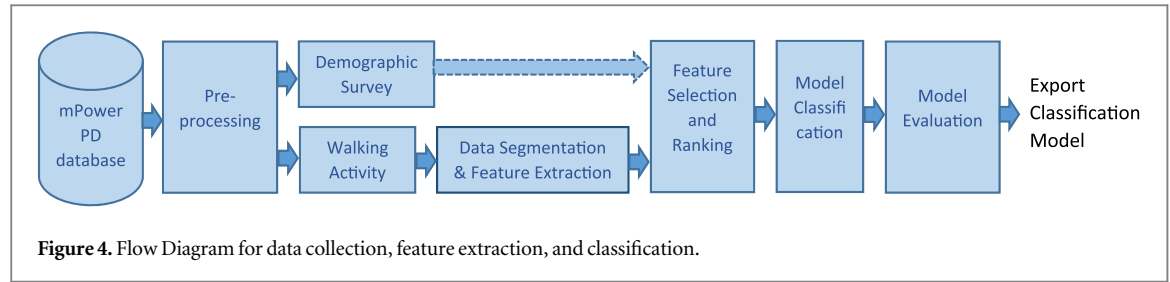 mPower
PD
database
Pre-
processing
Demographic
Survey
Walking
Activity
Data Segmentation
& Feature Extraction
Feature
Selection
and
Ranking
Model
Classifi
cation
Model
Evaluation
Export
Classification
Model
Figure 4. Flow Diagram for data collection, feature extraction, and classification.